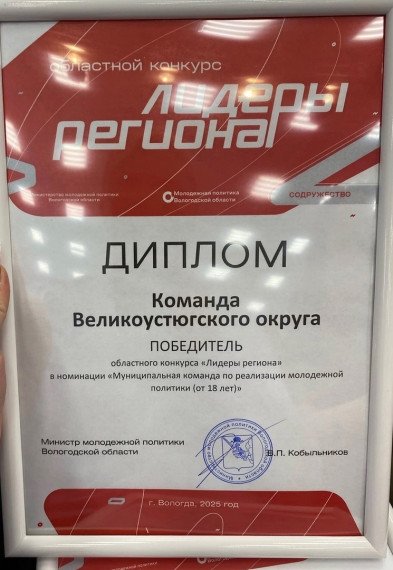 областной конкурс
лидеры
региона
Министерство молодежной политики
Вологодской области
Молодежная политика
Вологодской области
СОДРУЖЕСТВО
ДИПЛОМ
Команда
Великоустюгского округа
ПОБЕДИТЕЛЬ
областного конкурса «Лидеры региона»
в номинации «Муниципальная команда по реализации молодежной
политики (от 18 лет)»
Министр молодежной политики
Вологодской области
В.П. Кобыльников
г. Вологда, 2025 год